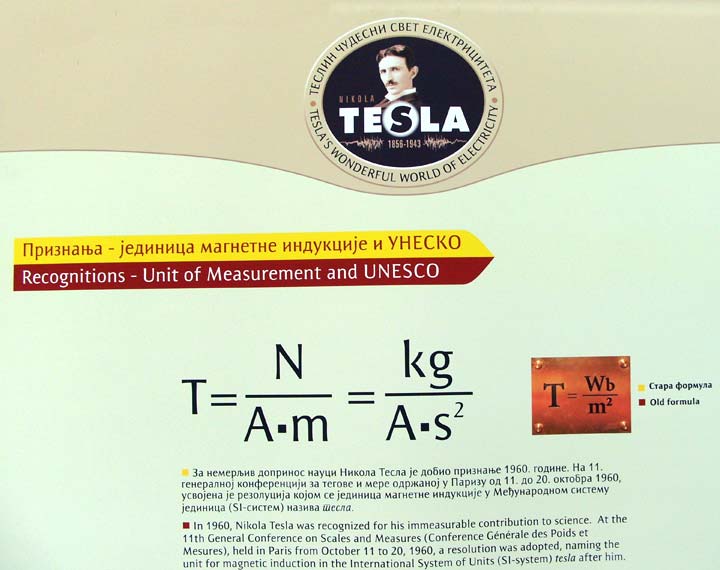 ТЕСЛИН ЧУДЕСНИ СВЕТ ЕЛЕКТРИЦИТЕТА
NIKOLA
TESLA
1856-1943
TESLA'S WONDERFUL WORLD OF ELECTRICITY
Признања - јединица магнетне индукције и УНЕСКО
Recognitions - Unit of Measurement and UNESCO
T = N / A·m = kg / A·s²
T = Wb / m²
Стара формула
Old formula
За немерљив допринос науци Никола Тесла је добио признање 1960. године. На 11.
генералној конференцији за тегове и мере одржаној у Паризу од 11. до 20. октобра 1960,
усвојена је резолуција којом се јединица магнетне индукције у Међународном систему
јединица (SI-систем) назива тесла.
In 1960, Nikola Tesla was recognized for his immeasurable contribution to science. At the
11th General Conference on Scales and Measures (Conference Générale des Poids et
Mesures), held in Paris from October 11 to 20, 1960, a resolution was adopted, naming the
unit for magnetic induction in the International System of Units (SI-system) tesla after him.